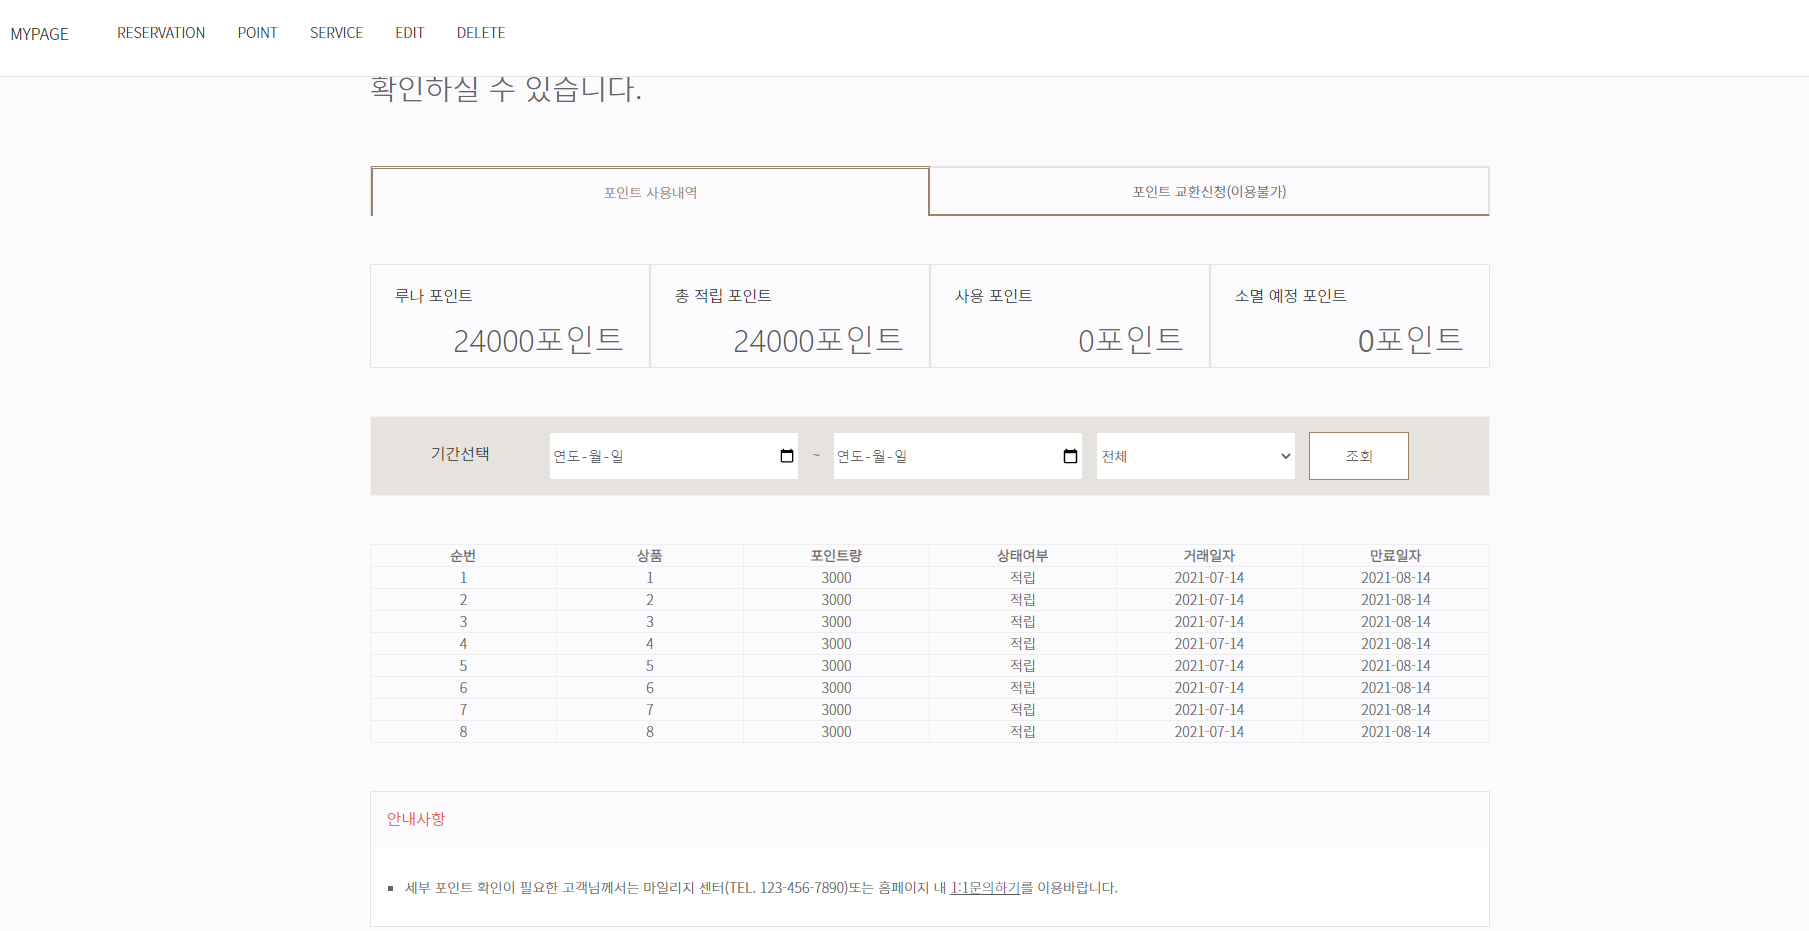 MYPAGE RESERVATION POINT SERVICE EDIT DELETE
확인하실 수 있습니다.
포인트 사용내역 포인트 교환신청(이용불가)
루나 포인트 총 적립 포인트 사용 포인트 소멸 예정 포인트
24000포인트 24000포인트 0포인트 0포인트
기간선택 연도-월-일 ~ 연도-월-일 전체 조회
순번 상품 포인트량 상태여부 거래일자 만료일자
1 1 3000 적립 2021-07-14 2021-08-14
2 2 3000 적립 2021-07-14 2021-08-14
3 3 3000 적립 2021-07-14 2021-08-14
4 4 3000 적립 2021-07-14 2021-08-14
5 5 3000 적립 2021-07-14 2021-08-14
6 6 3000 적립 2021-07-14 2021-08-14
7 7 3000 적립 2021-07-14 2021-08-14
8 8 3000 적립 2021-07-14 2021-08-14
안내사항
▪ 세부 포인트 확인이 필요한 고객님께서는 마일리지 센터(TEL. 123-456-7890)또는 홈페이지 내 1:1문의하기를 이용바랍니다.